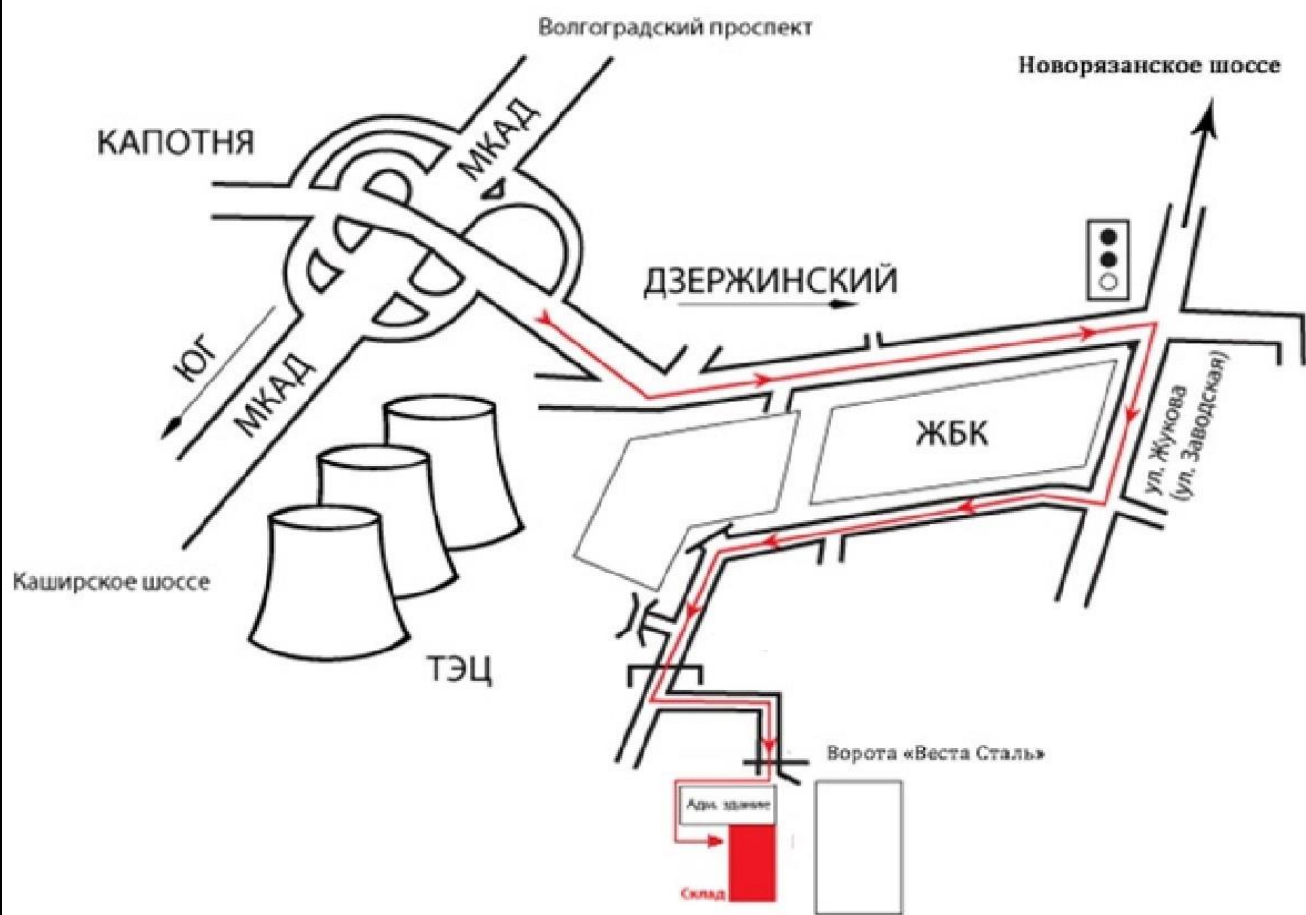 Волгоградский проспект
Новорязанское шоссе
КАПОТНЯ
МКАД
ДЗЕРЖИНСКИЙ
ЮГ
МКАД
ул. Жукова
(ул. Заводская)
ЖБК
Каширское шоссе
ТЭЦ
Ворота «Веста Сталь»
Адм. здание
Склад